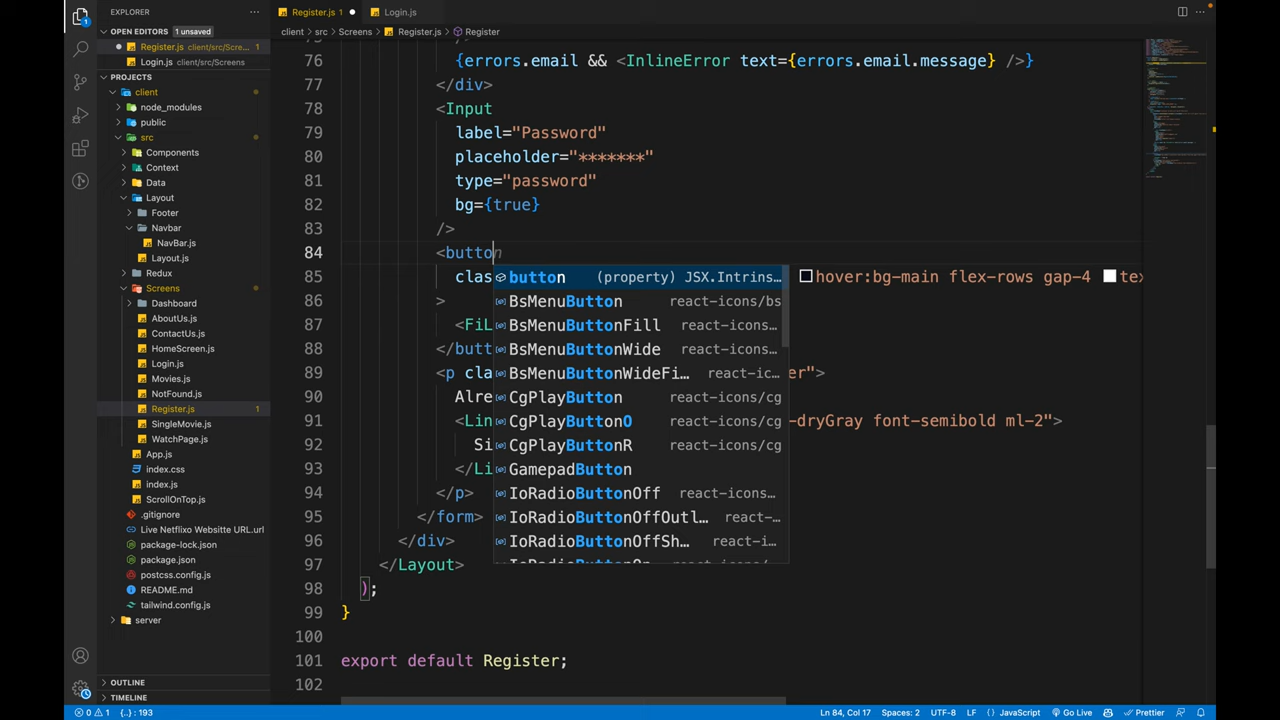 EXPLORER
Register.js 1
Login.js
OPEN EDITORS 1 unsaved
Register.js client/src/Scree... 1
Login.js client/src/Screens
PROJECTS
client
node_modules
public
src
Components
Context
Data
Layout
Footer
Navbar
NavBar.js
Layout.js
Redux
Screens
Dashboard
AboutUs.js
ContactUs.js
HomeScreen.js
Login.js
Movies.js
NotFound.js
Register.js 1
SingleMovie.js
WatchPage.js
App.js
index.css
index.js
ScrollOnTop.js
.gitignore
Live Netflixo Websitte URL.url
package-lock.json
package.json
postcss.config.js
README.md
tailwind.config.js
server
OUTLINE
TIMELINE
client > src > Screens > Register.js > Register
76 {errors.email && <InlineError text={errors.email.message} />}
77 </div>
78 <Input
79 label="Password"
80 placeholder="*******"
81 type="password"
82 bg={true}
83 />
84 <button
85 clas hover:bg-main flex-rows gap-4 tex
86 >
87 <FiL
88 </butt
89 <p cla er">
90 Alre
91 <Lin -dryGray font-semibold ml-2">
92 Si
93 </Li
94 </p>
95 </form>
96 </div>
97 </Layout>
98 );
99 }
100
101 export default Register;
102
button (property) JSX.Intrins...
BsMenuButton react-icons/bs
BsMenuButtonFill react-icons...
BsMenuButtonWide react-icons...
BsMenuButtonWideFi... react-ic...
CgPlayButton react-icons/cg
CgPlayButtonO react-icons/cg
CgPlayButtonR react-icons/cg
GamepadButton
IoRadioButtonOff react-icons...
IoRadioButtonOffOutl... react-...
IoRadioButtonOffSh... react-i...
0 1 {..} : 193
Ln 84, Col 17 Spaces: 2 UTF-8 LF {} JavaScript Go Live Prettier